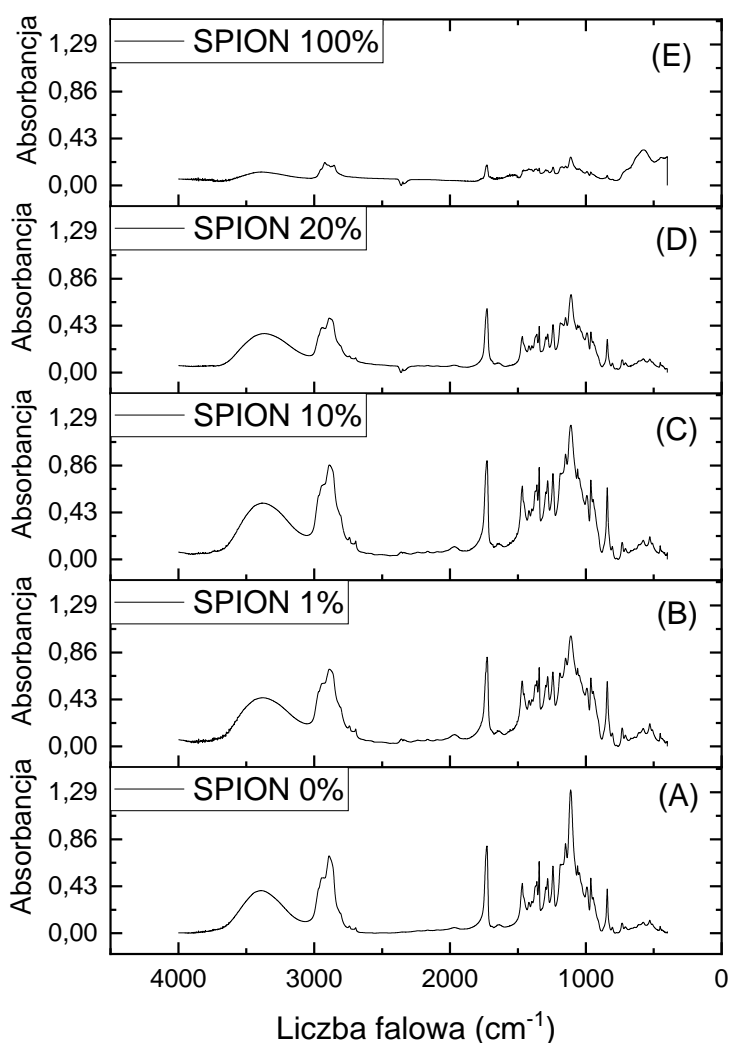 SPION 100%
(E)
Absorbancja
1,29
0,86
0,43
0,00
SPION 20%
(D)
Absorbancja
1,29
0,86
0,43
0,00
SPION 10%
(C)
Absorbancja
1,29
0,86
0,43
0,00
SPION 1%
(B)
Absorbancja
1,29
0,86
0,43
0,00
SPION 0%
(A)
Absorbancja
1,29
0,86
0,43
0,00
4000 3000 2000 1000 0
Liczba falowa (cm⁻¹)